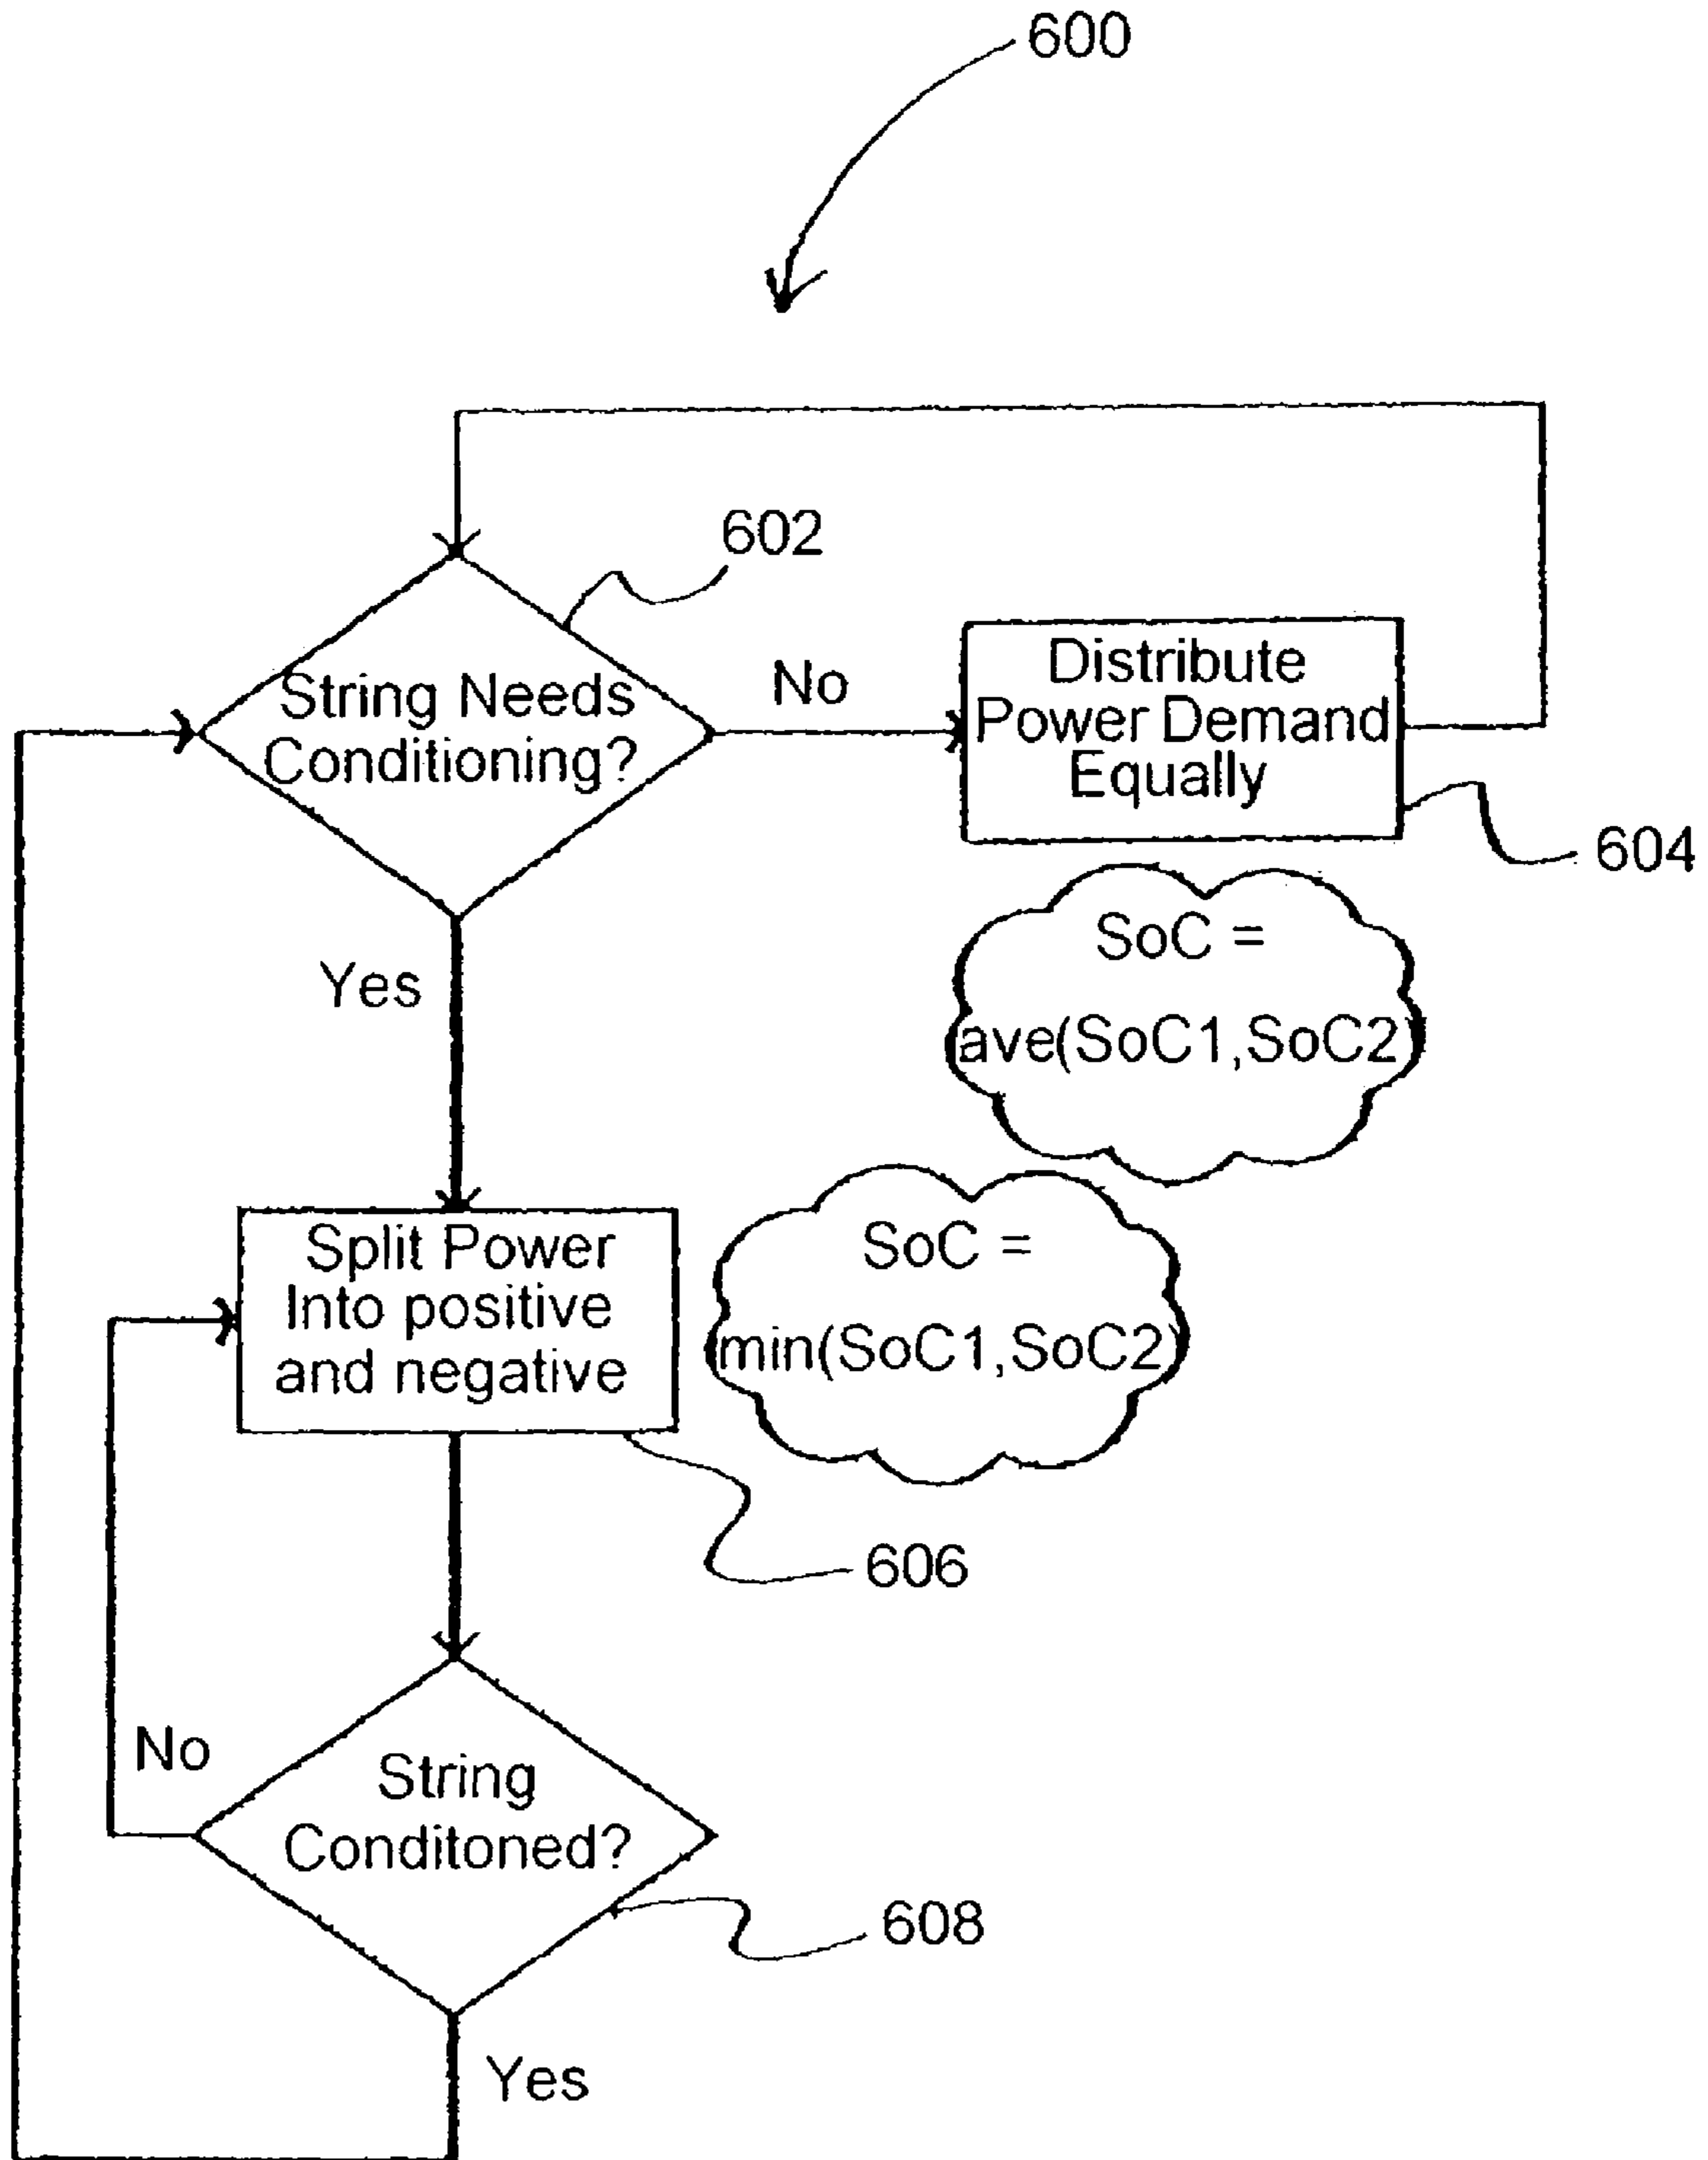 600
602
String Needs
Conditioning?
No
Distribute
Power Demand
Equally
604
SoC =
ave(SoC1,SoC2)
Yes
Split Power
Into positive
and negative
SoC =
min(SoC1,SoC2)
606
No
String
Conditoned?
608
Yes